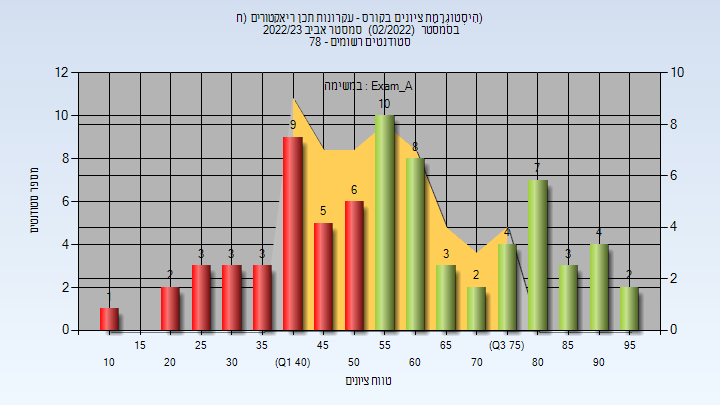 (היסטוגרמת ציונים בקורס - עקרונות תכן ריאקטורים (ח
בסמסטר (02/2022) סמסטר אביב 2022/23
סטודנטים רשומים - 78
במשימה : Exam_A
מספר סטודנטים
12 10 8 6 4 2 0
10 8 6 4 2 0
1 2 3 3 3 9 5 6 10 8 3 2 4 7 3 4 2
15 25 35 45 55 65 (Q3 75) 85 95
10 20 30 (Q1 40) 50 60 70 80 90
טווח ציונים